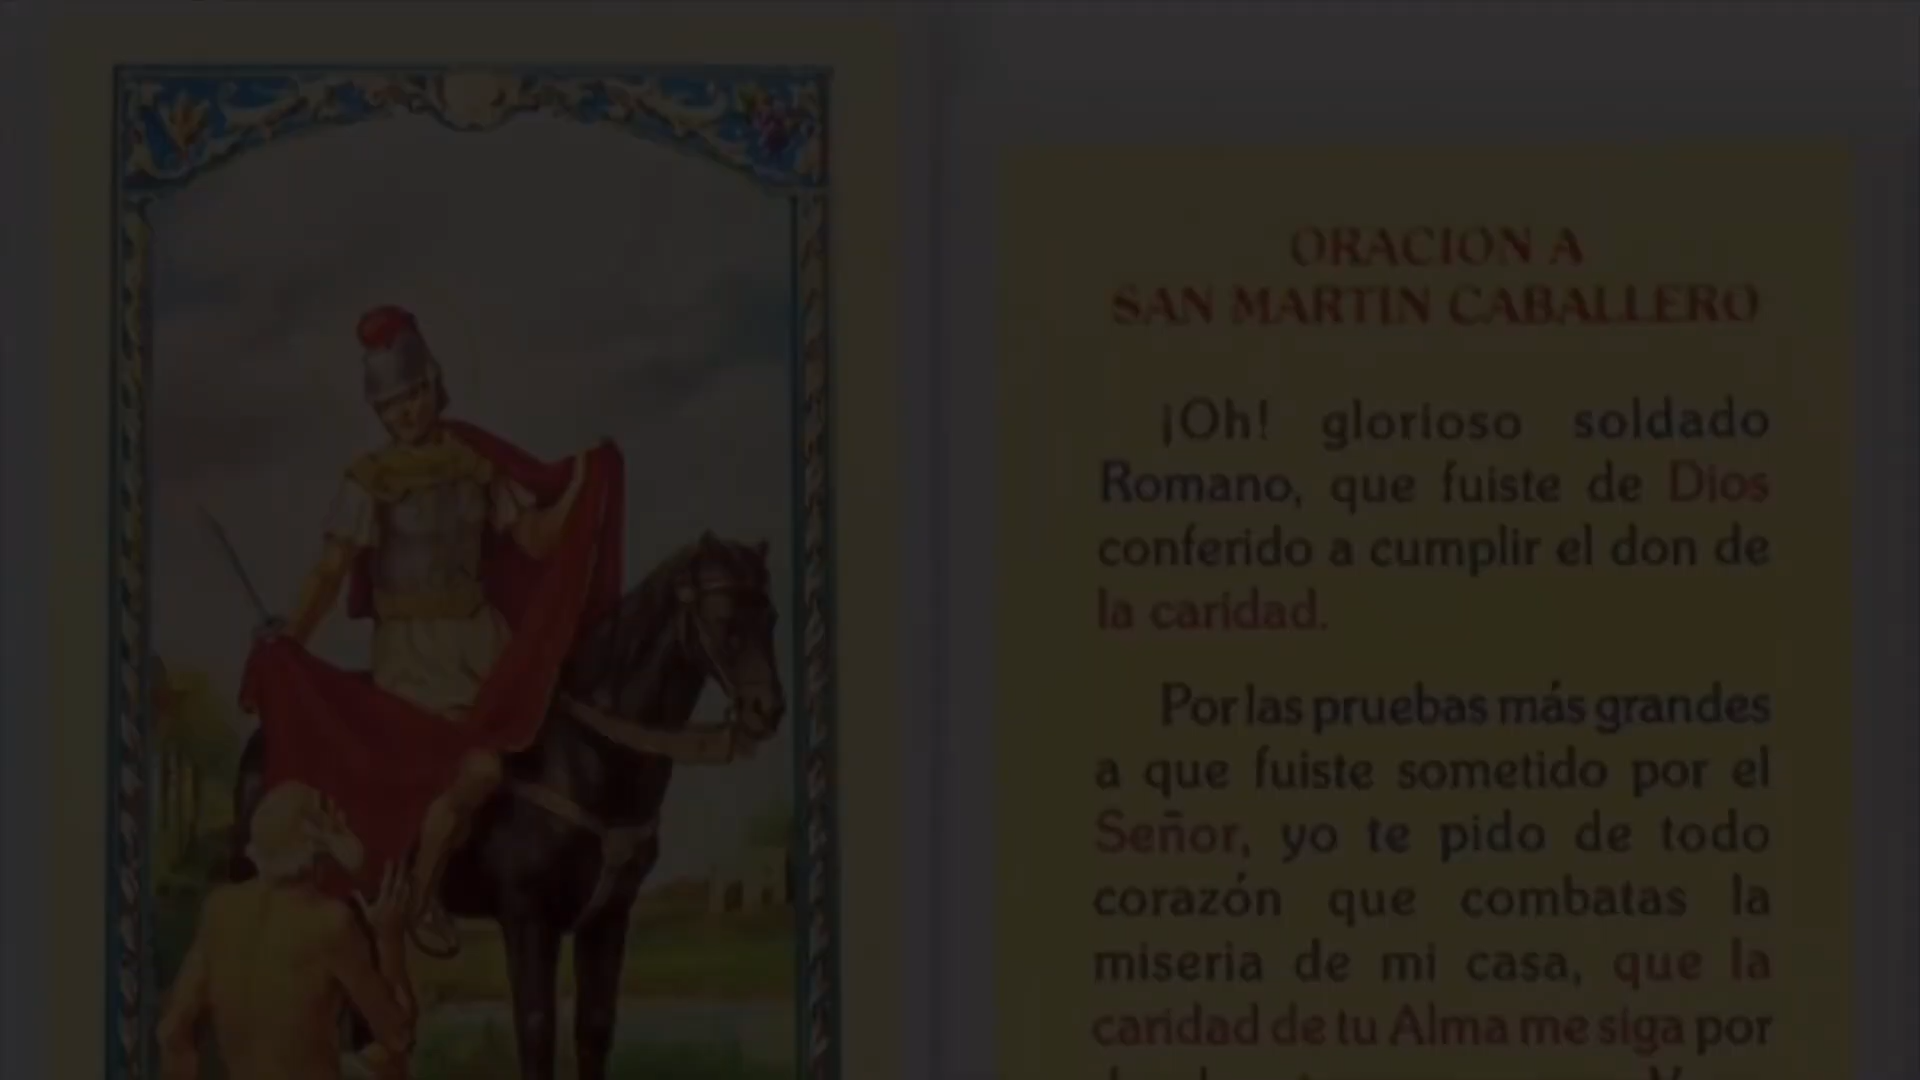 ORACION A
SAN MARTIN CABALLERO
¡Oh! glorioso soldado
Romano, que fuiste de Dios
conferido a cumplir el don de
la caridad.
Por las pruebas más grandes
a que fuiste sometido por el
Señor, yo te pido de todo
corazón que combatas la
miseria de mi casa, que la
caridad de tu Alma me siga por